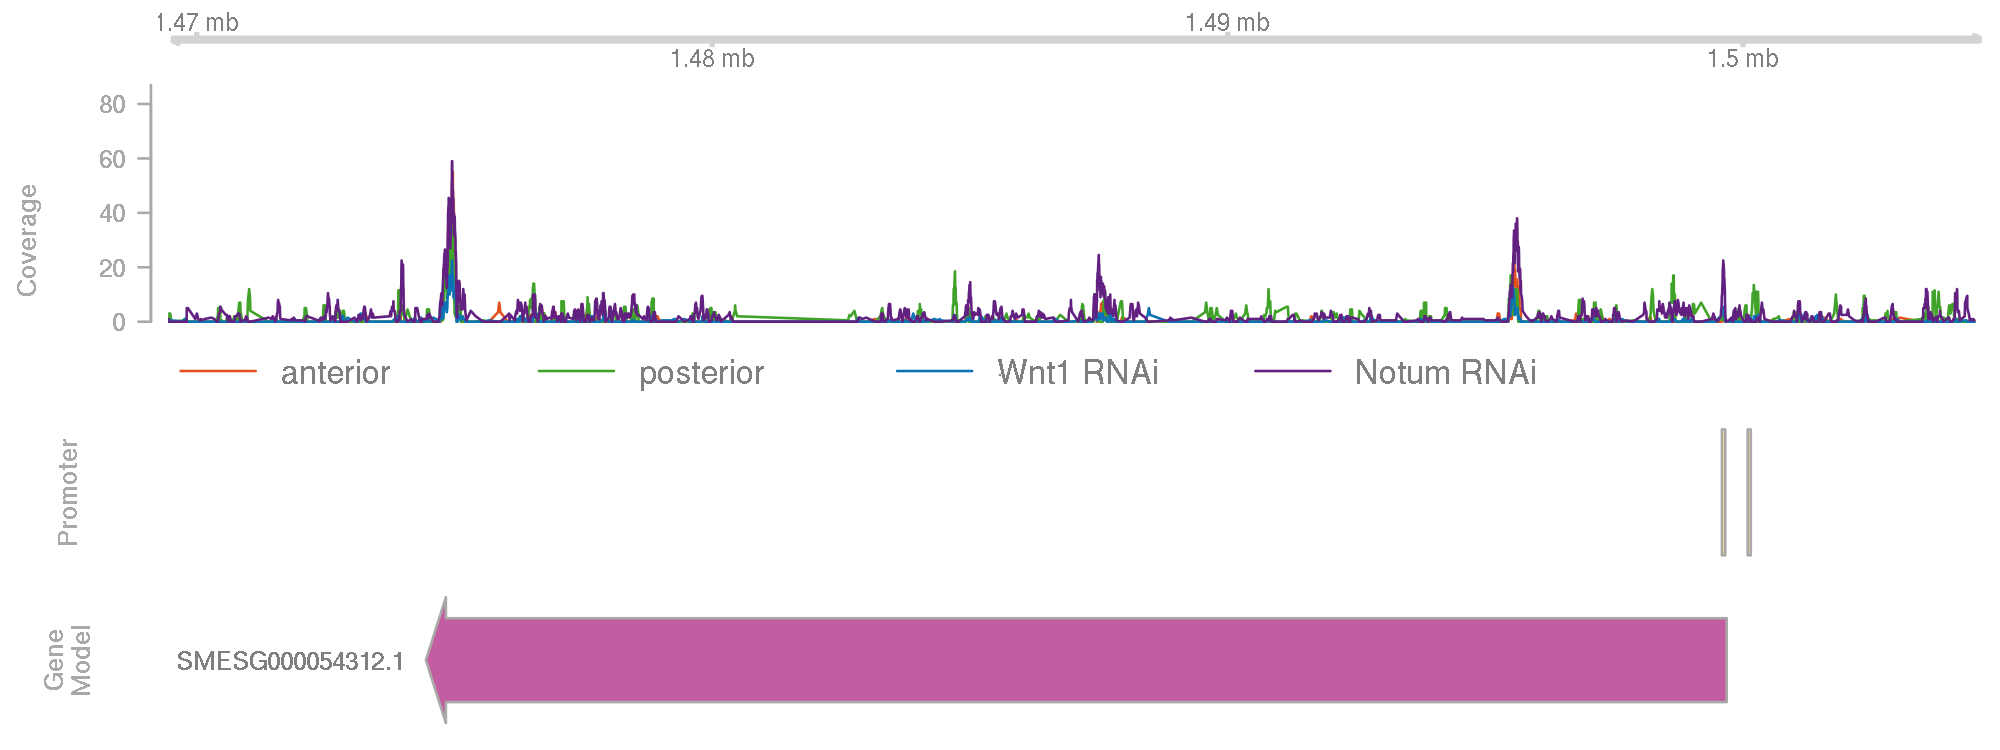 1.47 mb
1.49 mb
1.48 mb
1.5 mb
80
60
40
20
0
Coverage
anterior
posterior
Wnt1 RNAi
Notum RNAi
Promoter
Gene
Model
SMESG000054312.1